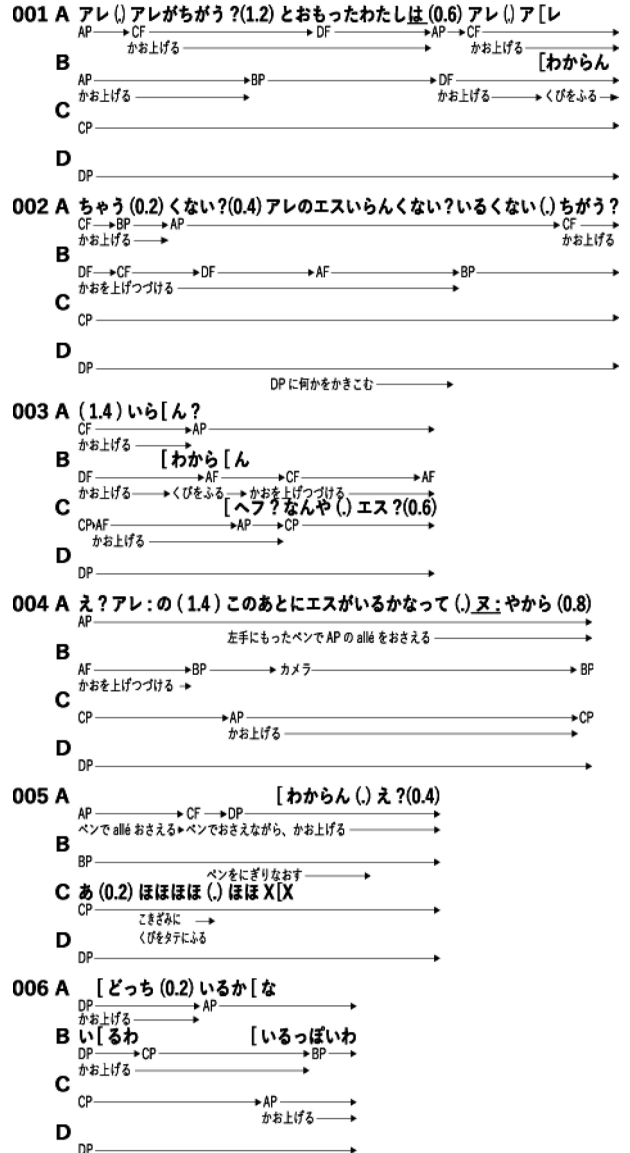 001 A アレ (.) アレがちがう?(1.2) とおもったわたしは (0.6) アレ (.) ア [レ
AP → CF → DF → AP → CF →
かお上げる → かお上げる →
B [わからん
AP → BP → DF →
かお上げる → かお上げる → くびをふる →
C
CP →
D
DP →
002 A ちゃう (0.2) くない?(0.4) アレのエスいらんくない?いるくない (.) ちがう?
CF → BP → AP → CF →
かお上げる → かお上げる
B
DF → CF → DF → AF → BP →
かおを上げつづける →
C
CP →
D
DP →
DP に何かをかきこむ →
003 A ( 1.4 ) いら [ ん?
CF → AP →
かお上げる →
B [ わから [ ん
DF → AF → CF → AF
かお上げる → くびをふる → かおを上げつづける →
C [ ヘフ? なんや (.) エス ?(0.6)
CP▸AF → AP → CP →
かお上げる →
D
DP →
004 A え ? アレ : の ( 1.4 ) このあとにエスがいるかなって (.) ヌ : やから (0.8)
AP →
左手にもったペンで AP の allé をおさえる →
B
AF → BP → カメラ → BP
かおを上げつづける →
C
CP → AP → CP
かお上げる →
D
DP →
005 A [ わからん (.) え ?(0.4)
AP → CF → DP →
ペンで allé おさえる▸ペンでおさえながら、かお上げる →
B
BP →
ペンをにぎりなおす →
C あ (0.2) ほほほほ (.) ほほ X[X
CP →
こきざみに →
くびをタテにふる
D
DP →
006 A [ どっち (0.2) いるか [ な
DP → AP →
かお上げる →
B い [ るわ [ いるっぽいわ
DP → CP → BP →
かお上げる →
C
CP → AP →
かお上げる →
D
DP →